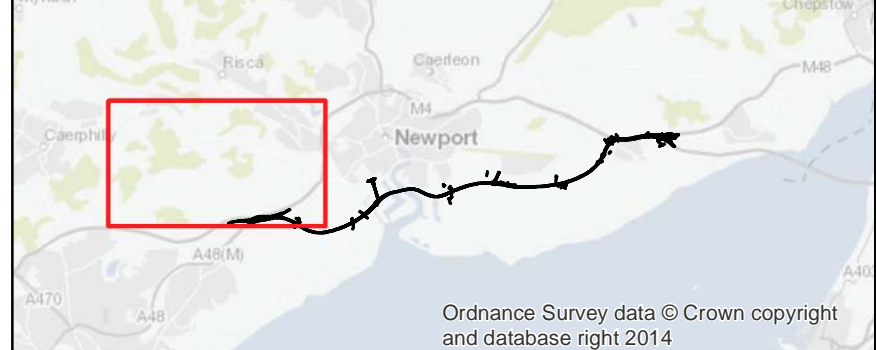 Chepstow
Risca
Caerleon
M48
M4
Caerphilly
Newport
A48(M)
A470
A48
Ordnance Survey data © Crown copyright
and database right 2014